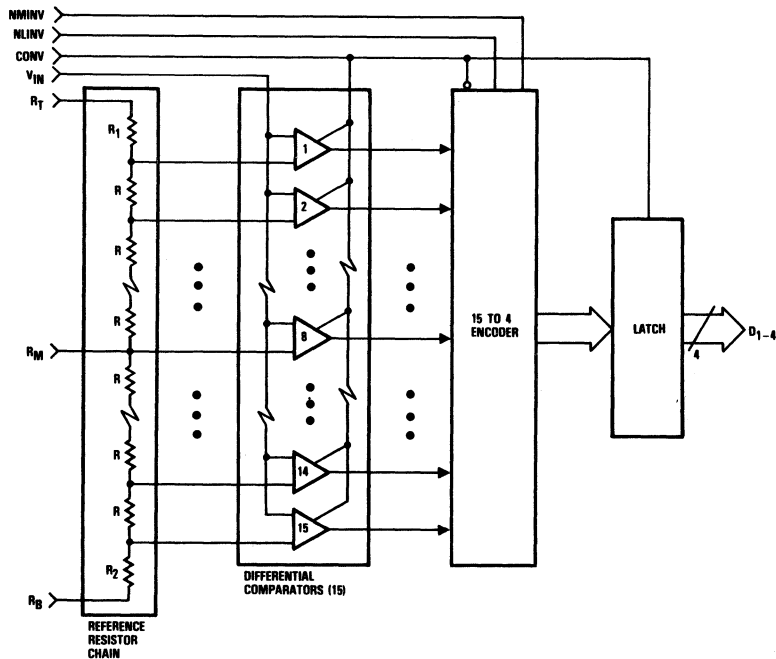 NMINV
NLINV
CONV
VIN
RT
R1
1
R
2
R
R
8
15 TO 4
ENCODER
LATCH
4
D1-4
RM
R
R
14
R
15
R2
RB
DIFFERENTIAL
COMPARATORS (15)
REFERENCE
RESISTOR
CHAIN